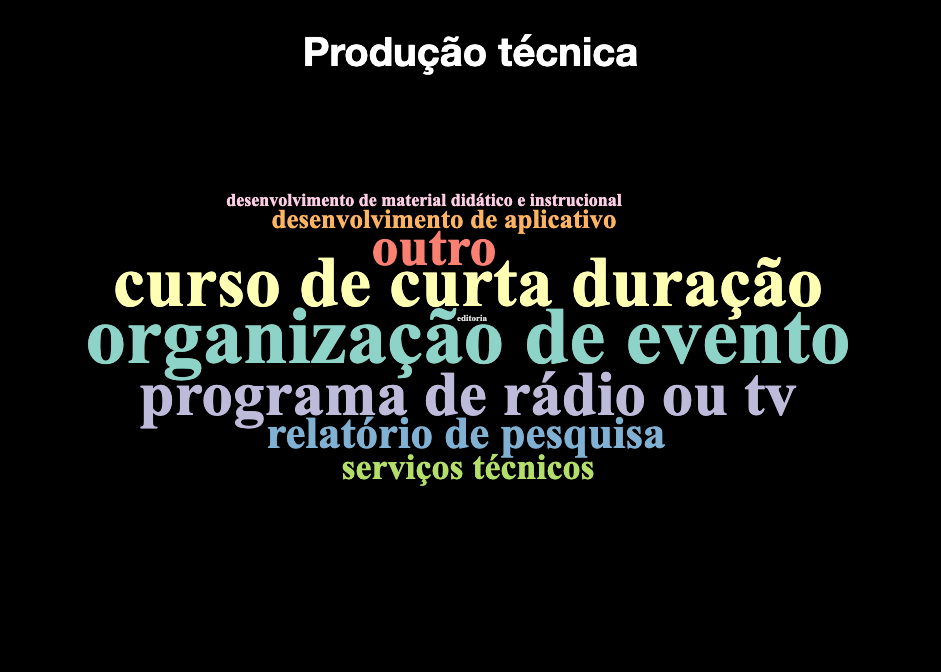 Produção técnica
desenvolvimento de material didático e instrucional
desenvolvimento de aplicativo
outro
curso de curta duração
editoria
organização de evento
programa de rádio ou tv
relatório de pesquisa
serviços técnicos